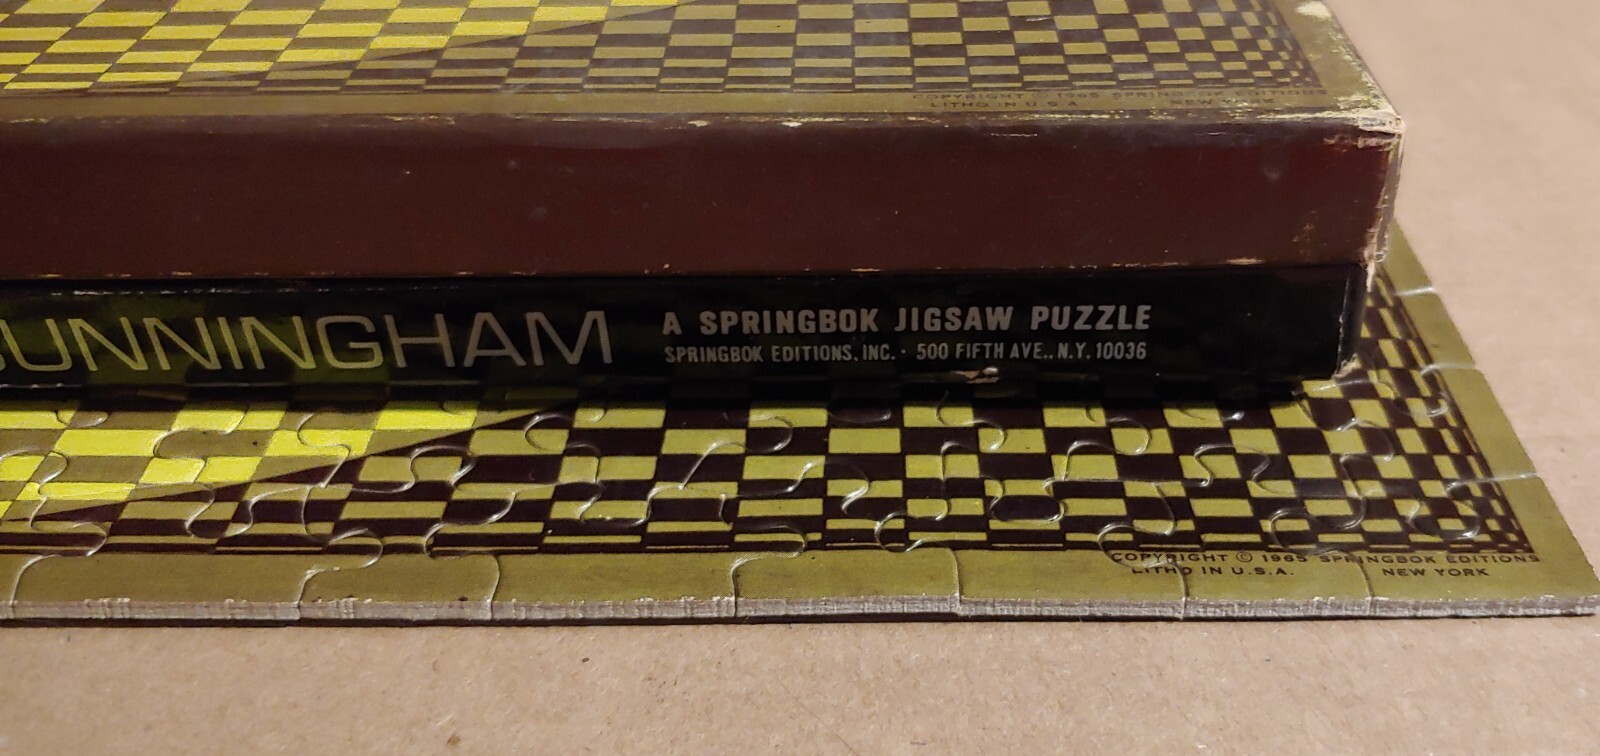 COPYRIGHT © 1965 SPRINGBOK EDITIONS
LITHO IN U.S.A. NEW YORK
CUNNINGHAM
A SPRINGBOK JIGSAW PUZZLE
SPRINGBOK EDITIONS, INC. · 500 FIFTH AVE., N.Y. 10036
COPYRIGHT © 1965 SPRINGBOK EDITIONS
LITHO IN U.S.A. NEW YORK